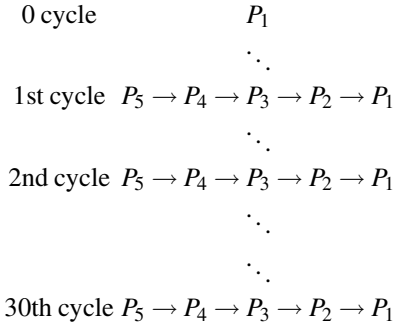 0 cycle P₁
⋱
1st cycle P₅ → P₄ → P₃ → P₂ → P₁
⋱
2nd cycle P₅ → P₄ → P₃ → P₂ → P₁
⋱
⋱
30th cycle P₅ → P₄ → P₃ → P₂ → P₁